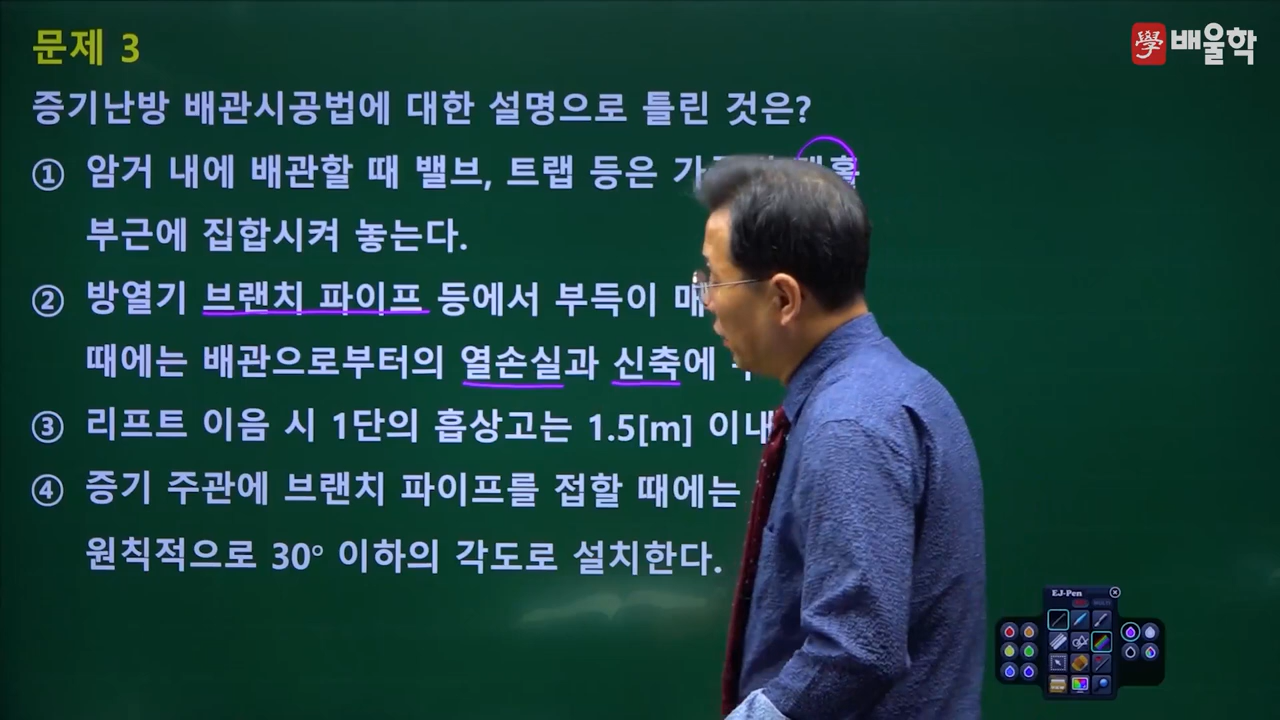 문제 3
學 배울학
증기난방 배관시공법에 대한 설명으로 틀린 것은?
① 암거 내에 배관할 때 밸브, 트랩 등은
부근에 집합시켜 놓는다.
② 방열기 브랜치 파이프 등에서 부득이
때에는 배관으로부터의 열손실과 신축에
③ 리프트 이음 시 1단의 흡상고는 1.5[m] 이내
④ 증기 주관에 브랜치 파이프를 접할 때에는
원칙적으로 30° 이하의 각도로 설치한다.
EJ-Pen